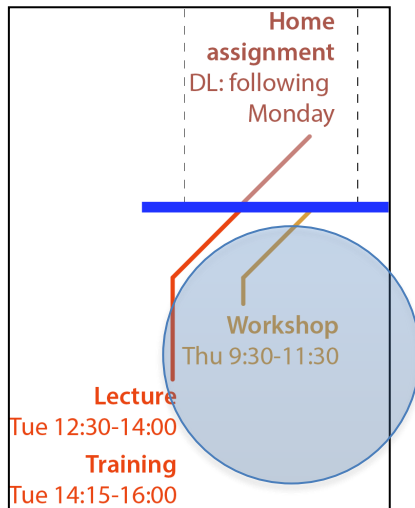 Home
assignment
DL: following
Monday
Workshop
Thu 9:30-11:30
Lecture
Tue 12:30-14:00
Training
Tue 14:15-16:00